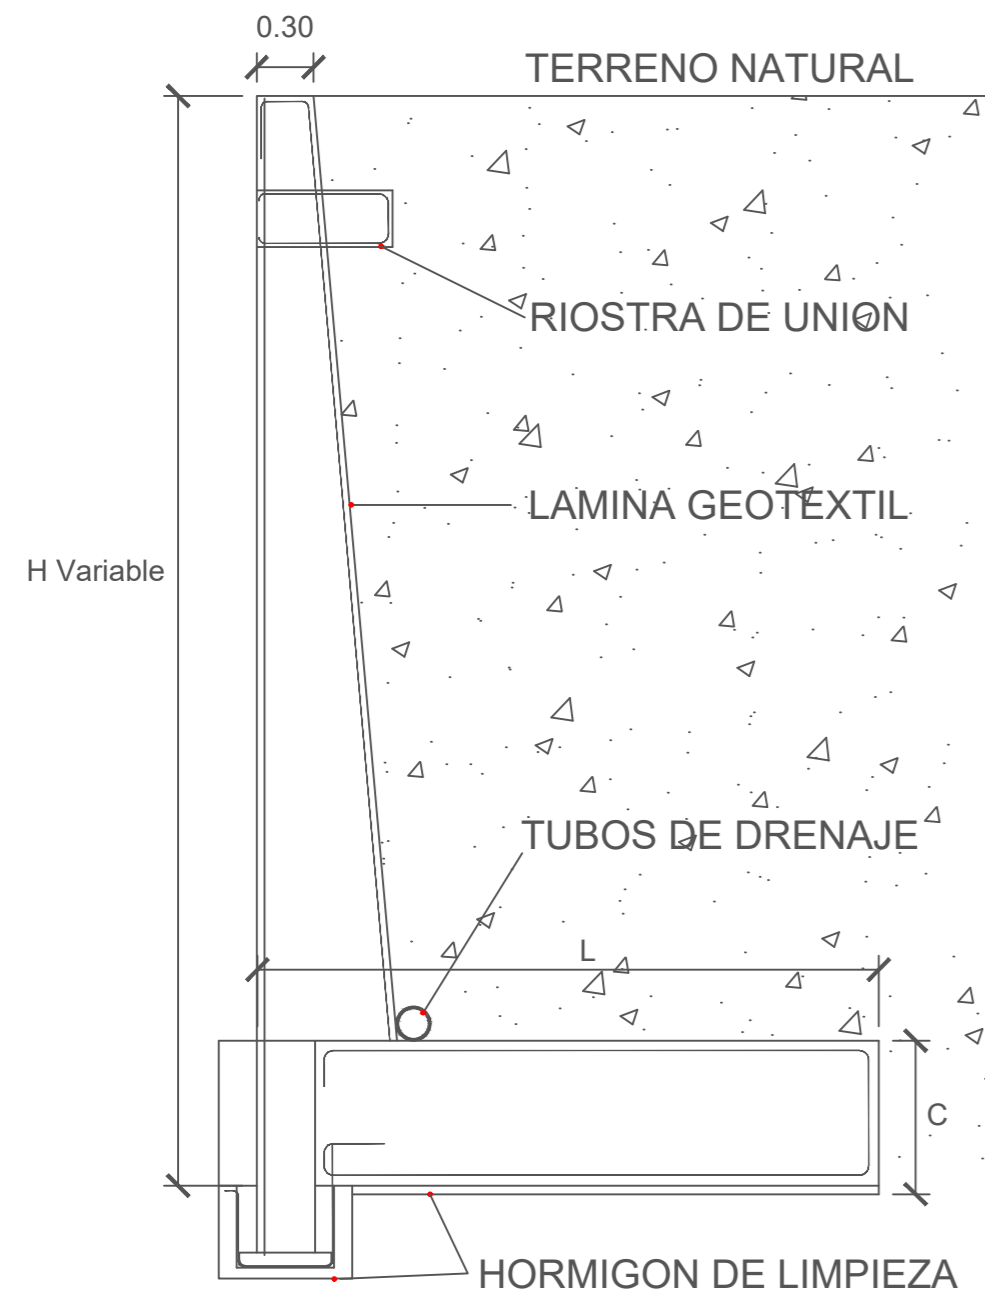 0.30
TERRENO NATURAL
RIOSTRA DE UNION
LAMINA GEOTEXTIL
H Variable
TUBOS DE DRENAJE
L
C
HORMIGON DE LIMPIEZA